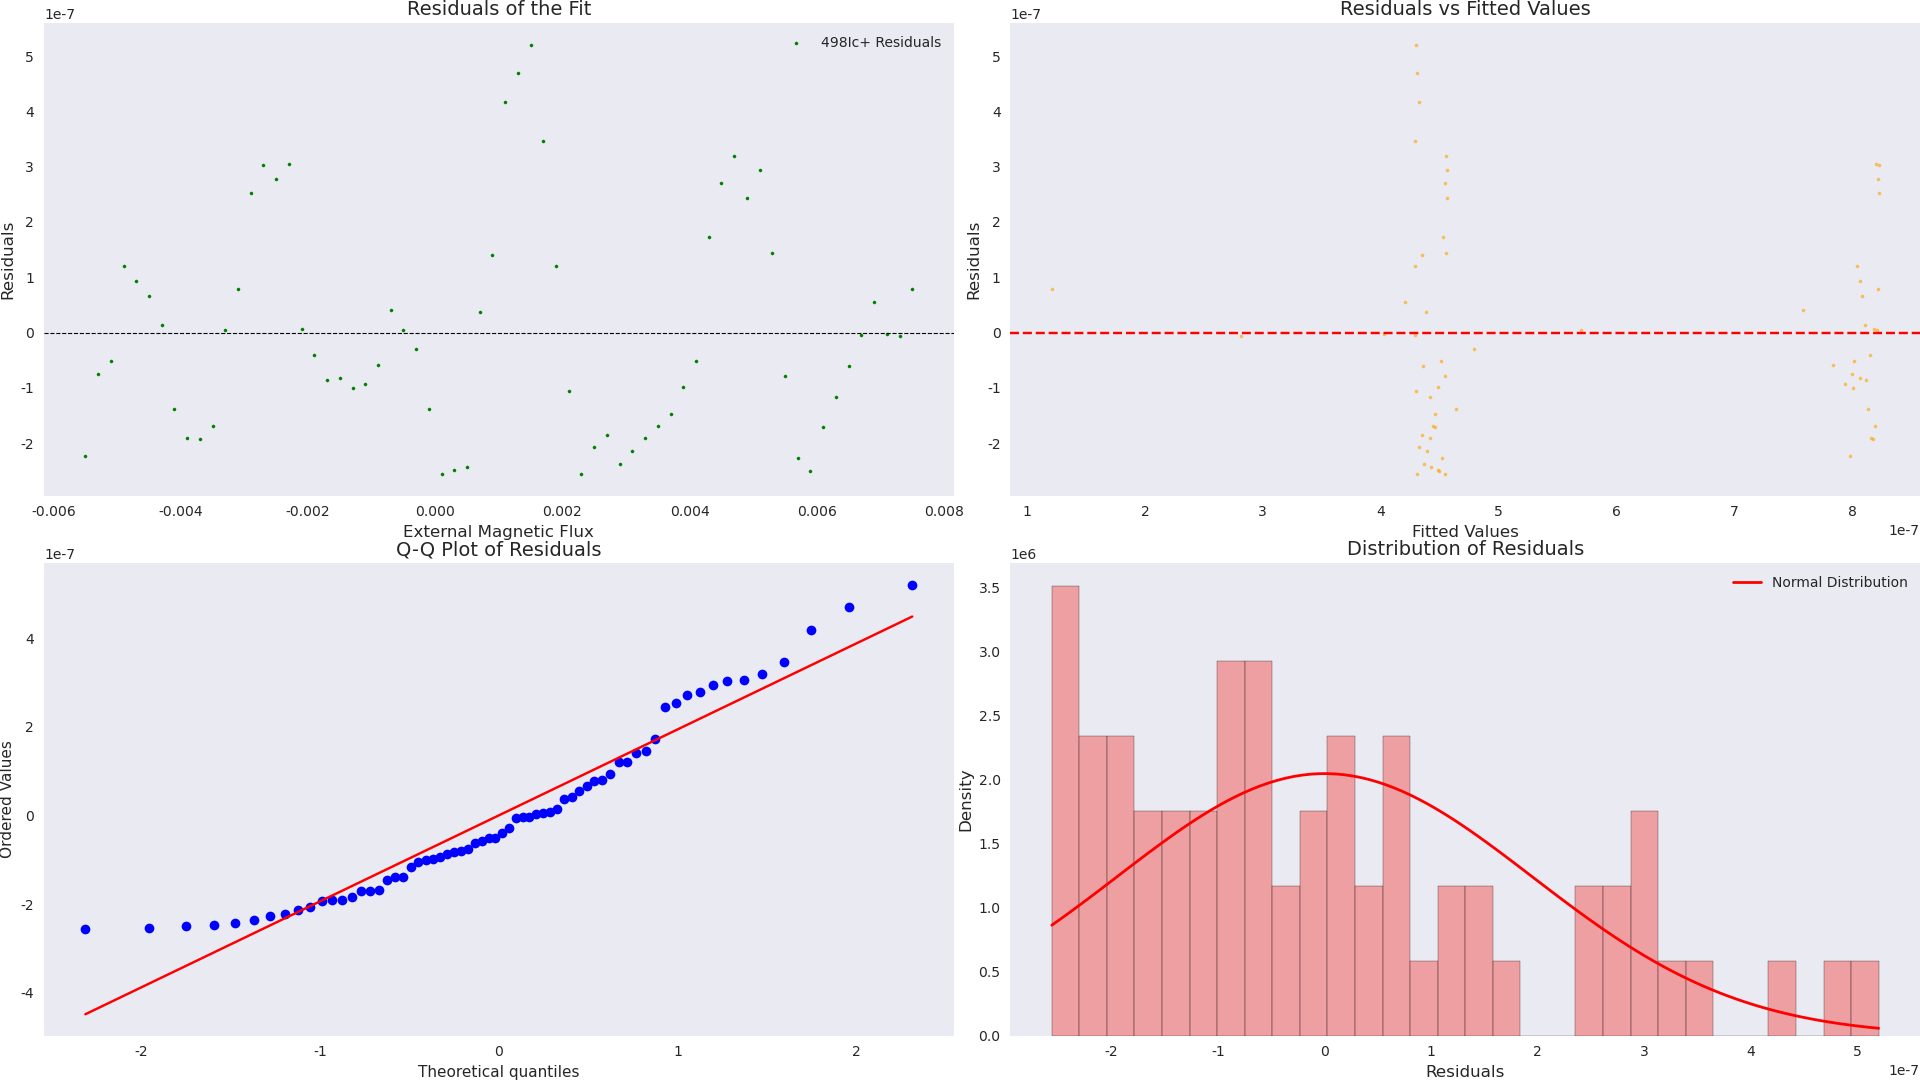 Residuals of the Fit
1e-7
498Ic+ Residuals
5
4
3
2
1
0
-1
-2
Residuals
-0.006 -0.004 -0.002 0.000 0.002 0.004 0.006 0.008
External Magnetic Flux
Residuals vs Fitted Values
1e-7
5
4
3
2
1
0
-1
-2
Residuals
1 2 3 4 5 6 7 8
1e-7
Fitted Values
Q-Q Plot of Residuals
1e-7
4
2
0
-2
-4
Ordered Values
-2 -1 0 1 2
Theoretical quantiles
Distribution of Residuals
1e6
Normal Distribution
3.5
3.0
2.5
2.0
1.5
1.0
0.5
0.0
Density
-2 -1 0 1 2 3 4 5
1e-7
Residuals